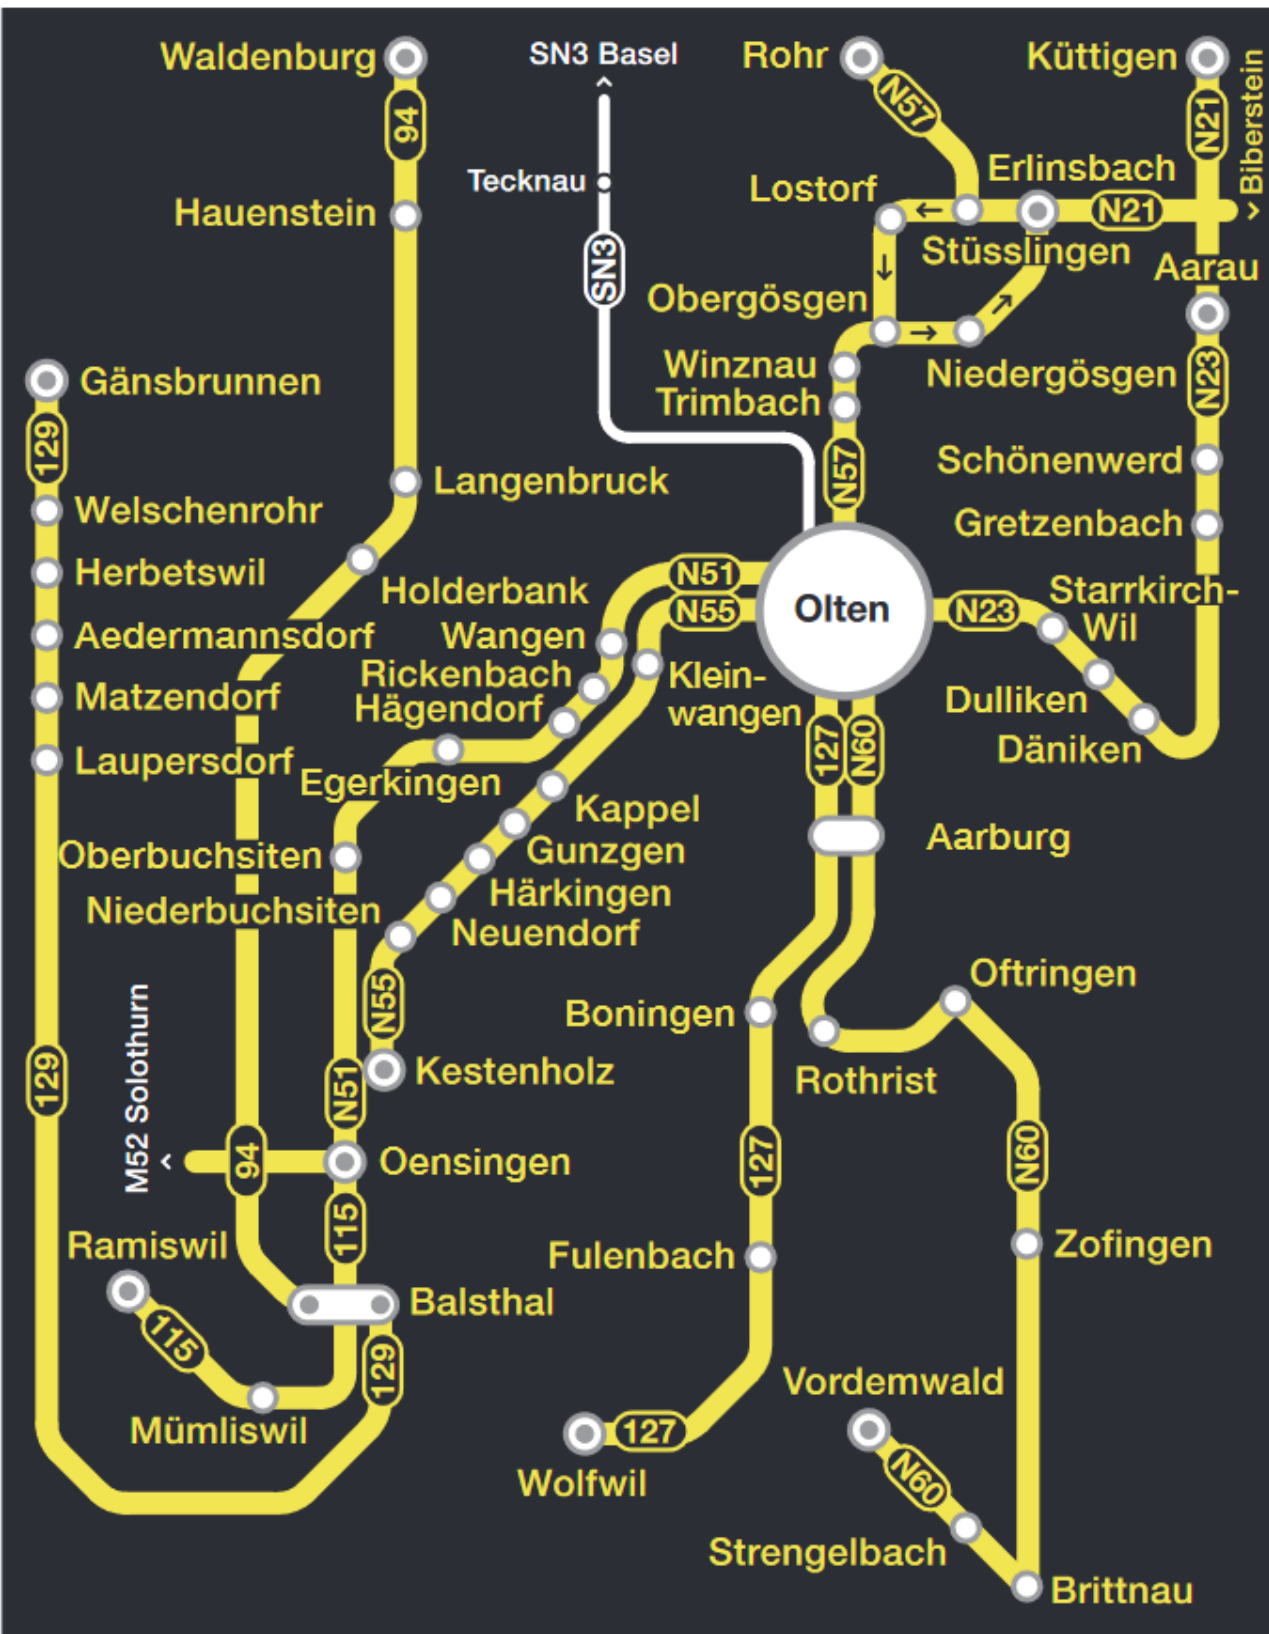 Waldenburg
SN3 Basel
Rohr
Küttigen
94
N57
N21
Biberstein
Tecknau
Erlinsbach
Hauenstein
Lostorf
N21
Stüsslingen
SN3
Aarau
Obergösgen
Winznau
Niedergösgen
N23
Gänsbrunnen
Trimbach
129
N57
Schönenwerd
Langenbruck
Welschenrohr
Gretzenbach
Herbetswil
Holderbank
N51
Starrkirch-
Wil
N55
Olten
N23
Aedermannsdorf
Wangen
Rickenbach
Klein-
wangen
Matzendorf
Hägendorf
Dulliken
Däniken
127
N60
Laupersdorf
Egerkingen
Kappel
Aarburg
Oberbuchsiten
Gunzgen
Niederbuchsiten
Härkingen
Neuendorf
Oftringen
N55
Boningen
M52 Solothurn
129
N51
Kestenholz
Rothrist
94
Oensingen
127
N60
115
Ramiswil
Fulenbach
Zofingen
Balsthal
115
129
Vordemwald
Mümliswil
127
Wolfwil
N60
Strengelbach
Brittnau